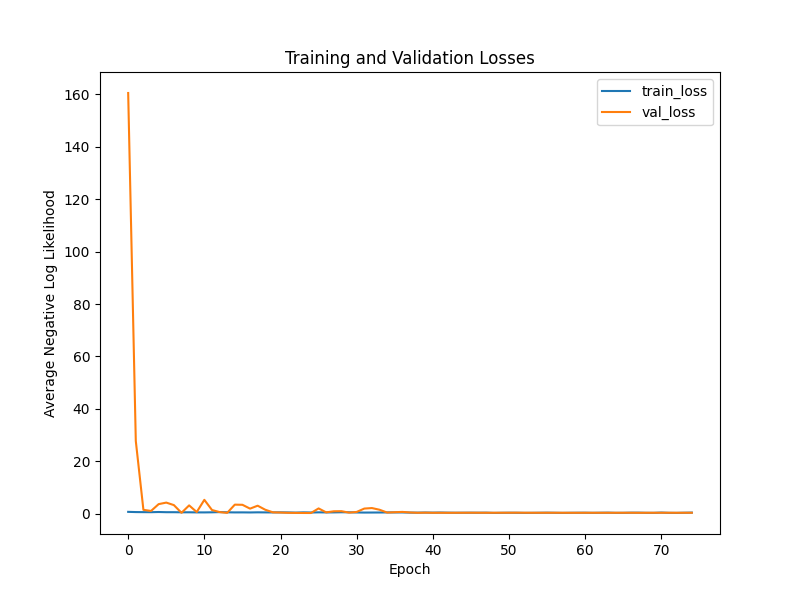 Training and Validation Losses
train_loss
val_loss
Average Negative Log Likelihood
160
140
120
100
80
60
40
20
0
0 10 20 30 40 50 60 70
Epoch